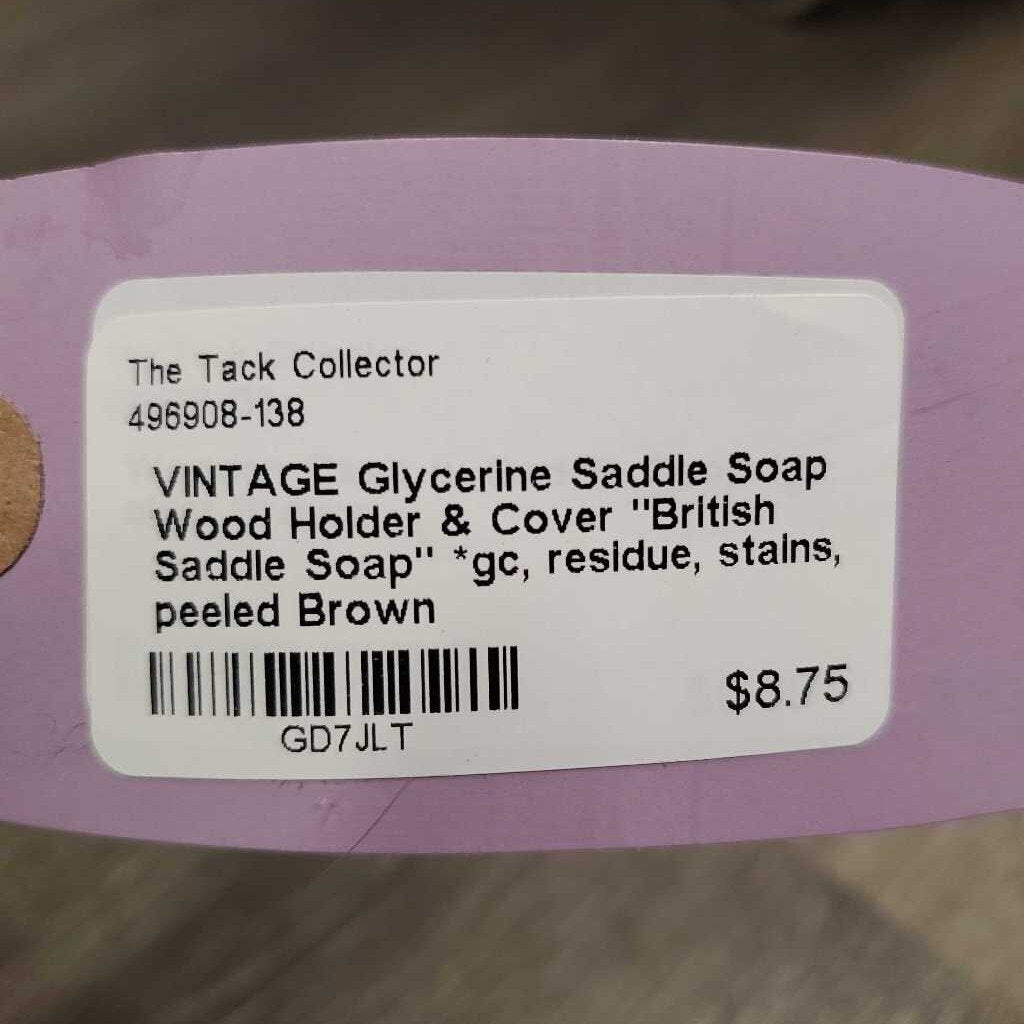 The Tack Collector
496908-138
VINTAGE Glycerine Saddle Soap
Wood Holder & Cover "British
Saddle Soap" *gc, residue, stains,
peeled Brown
$8.75
GD7JLT